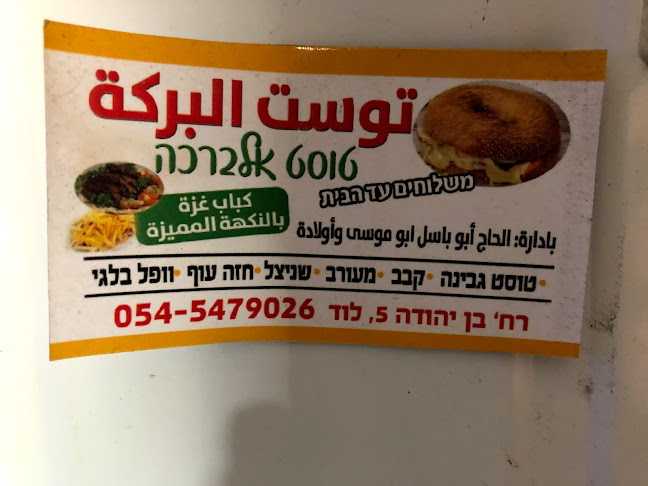 توست البركة
טוסט אלברכה
משלוחים עד הבית
كباب غزة
بالنكهة المميزة
بادارة: الحاج أبو باسل ابو موسى وأولادة
•טוסט גבינה •קבב •מעורב •שניצל •חזה עוף •וופל בלגי
רח' בן יהודה 5, לוד 054-5479026